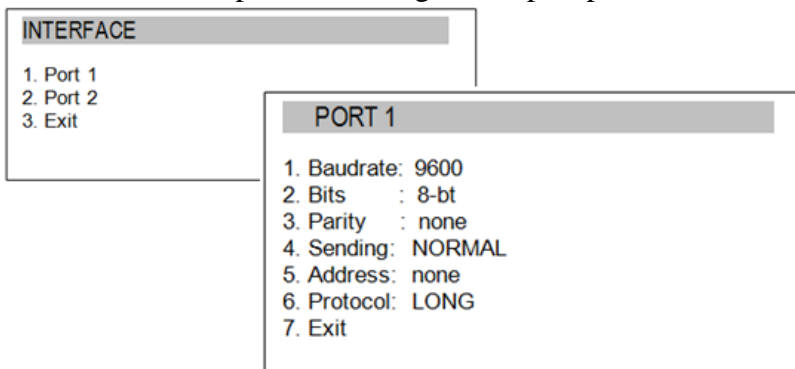 INTERFACE
1. Port 1
2. Port 2
3. Exit
PORT 1
1. Baudrate: 9600
2. Bits : 8-bt
3. Parity : none
4. Sending: NORMAL
5. Address: none
6. Protocol: LONG
7. Exit